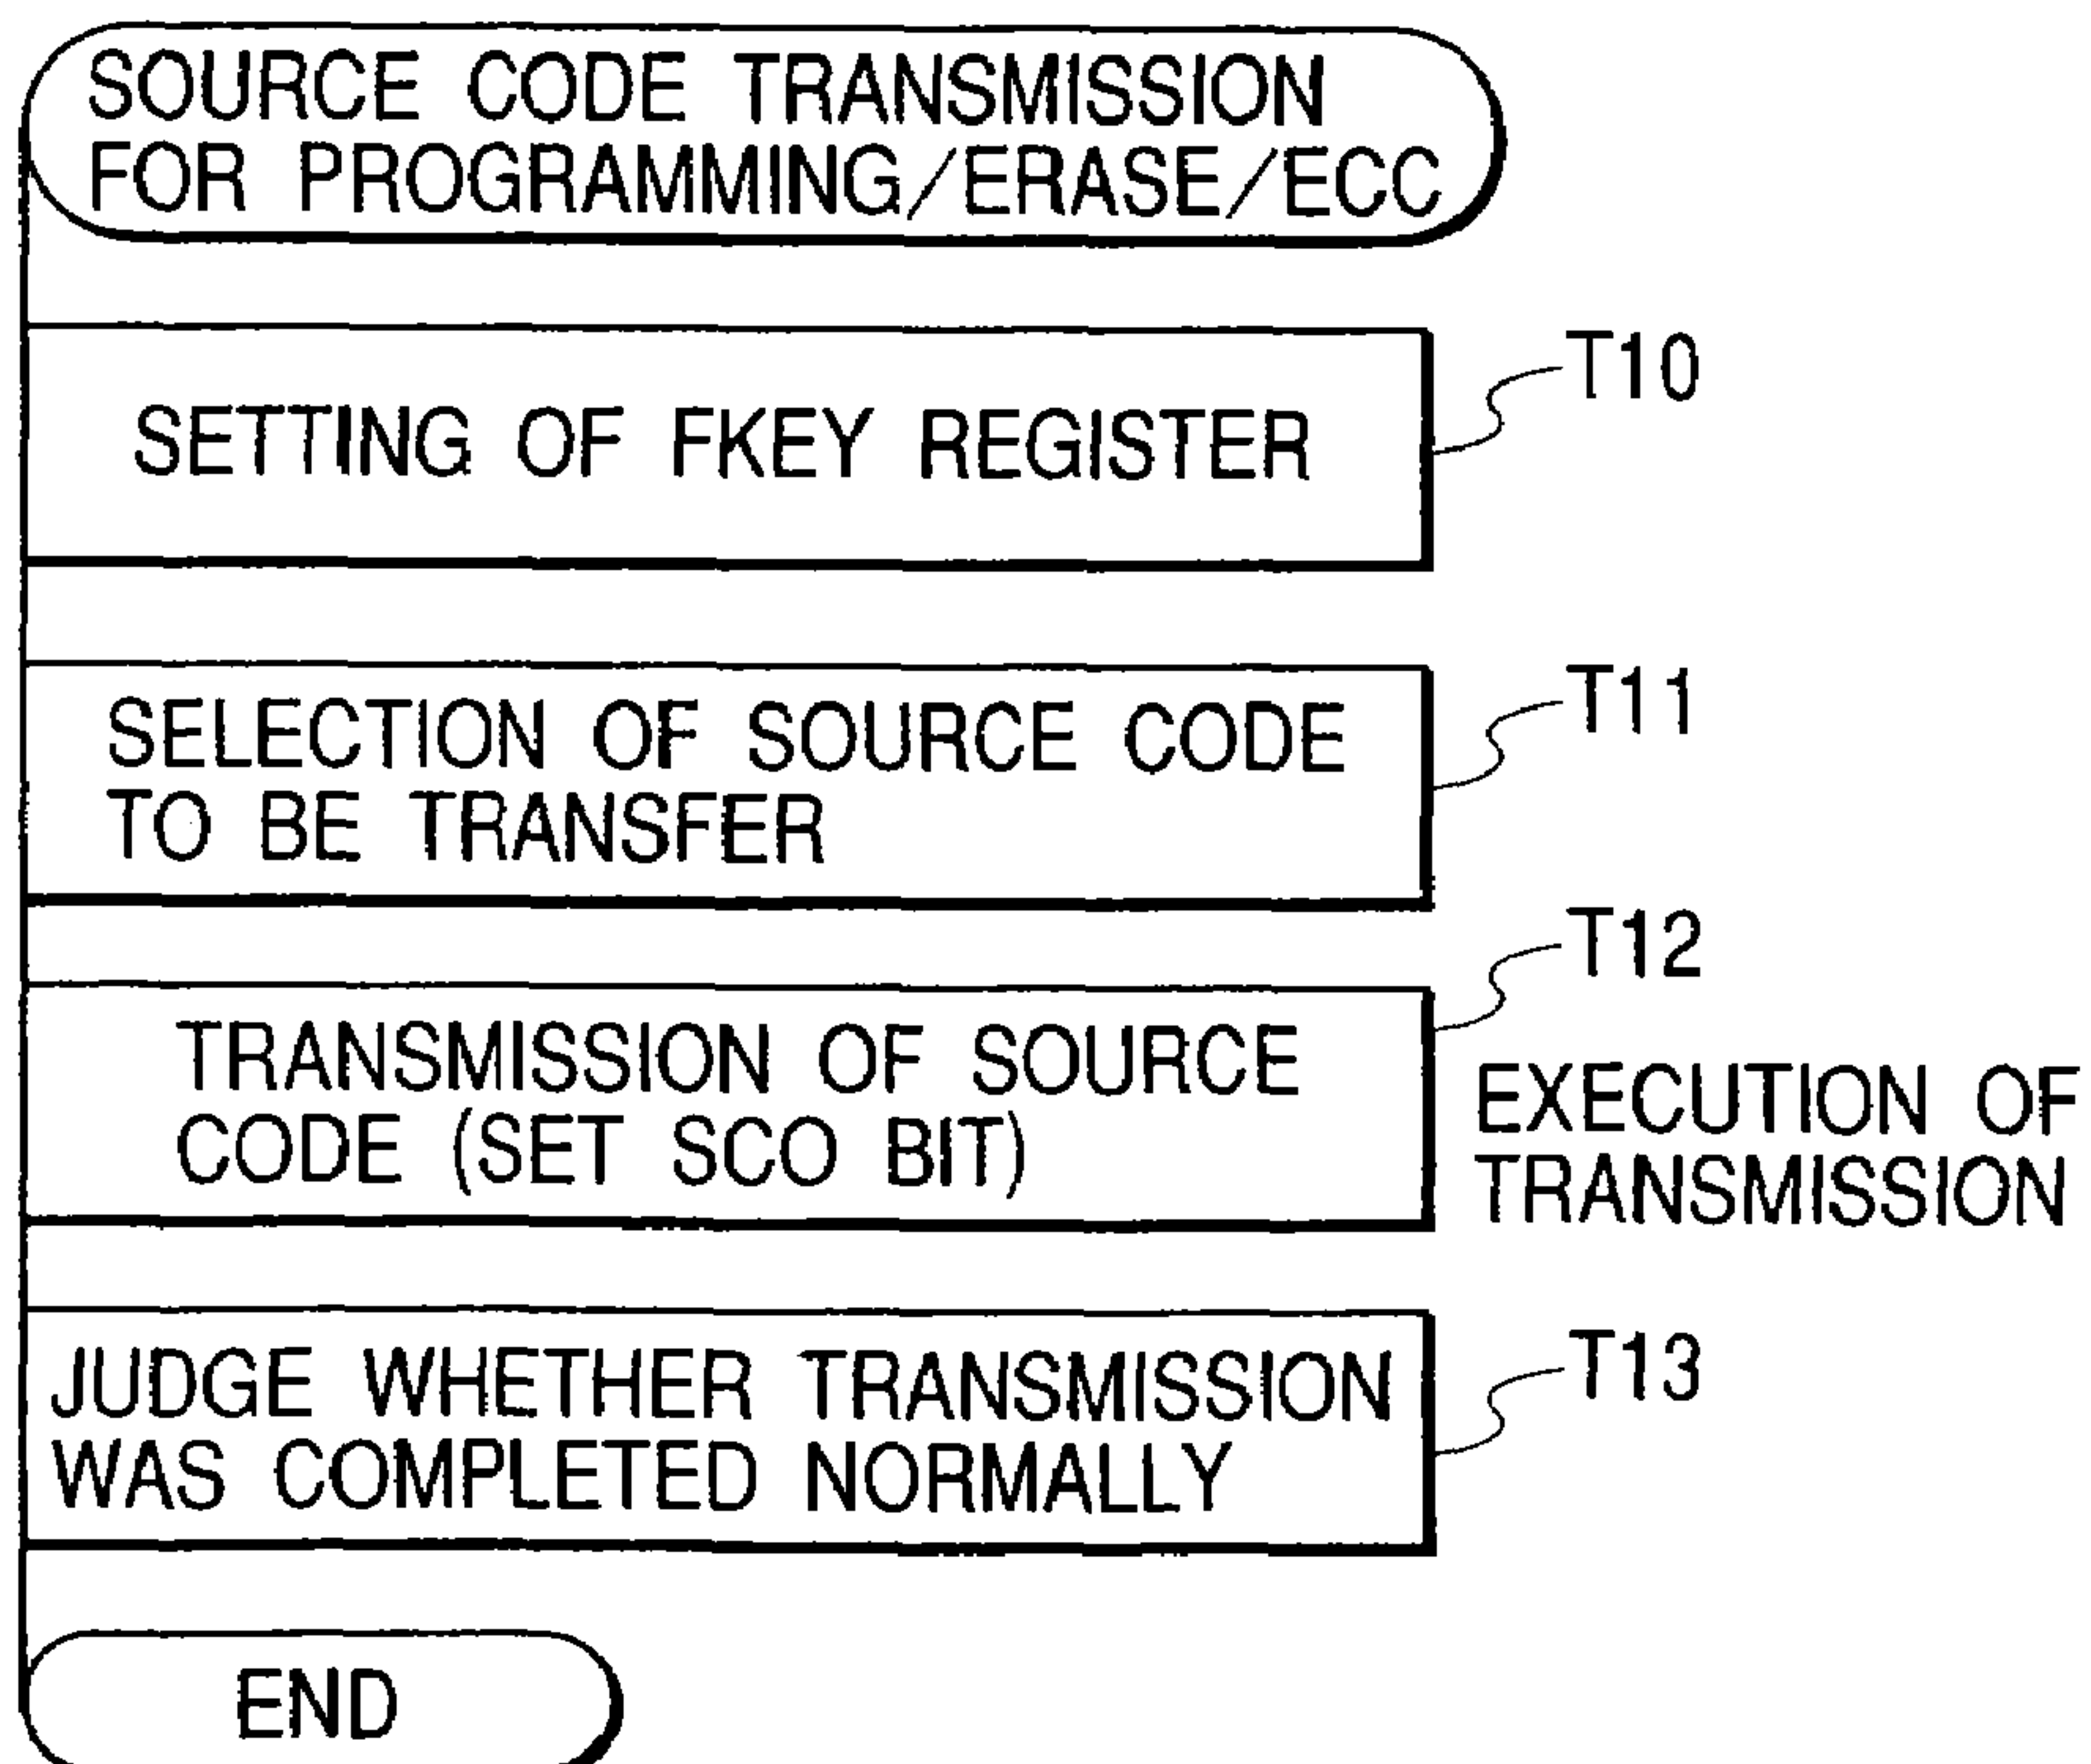 SOURCE CODE TRANSMISSION
FOR PROGRAMMING/ERASE/ECC
T10
SETTING OF FKEY REGISTER
T11
SELECTION OF SOURCE CODE
TO BE TRANSFER
T12
TRANSMISSION OF SOURCE
CODE (SET SCO BIT)
EXECUTION OF
TRANSMISSION
T13
JUDGE WHETHER TRANSMISSION
WAS COMPLETED NORMALLY
END